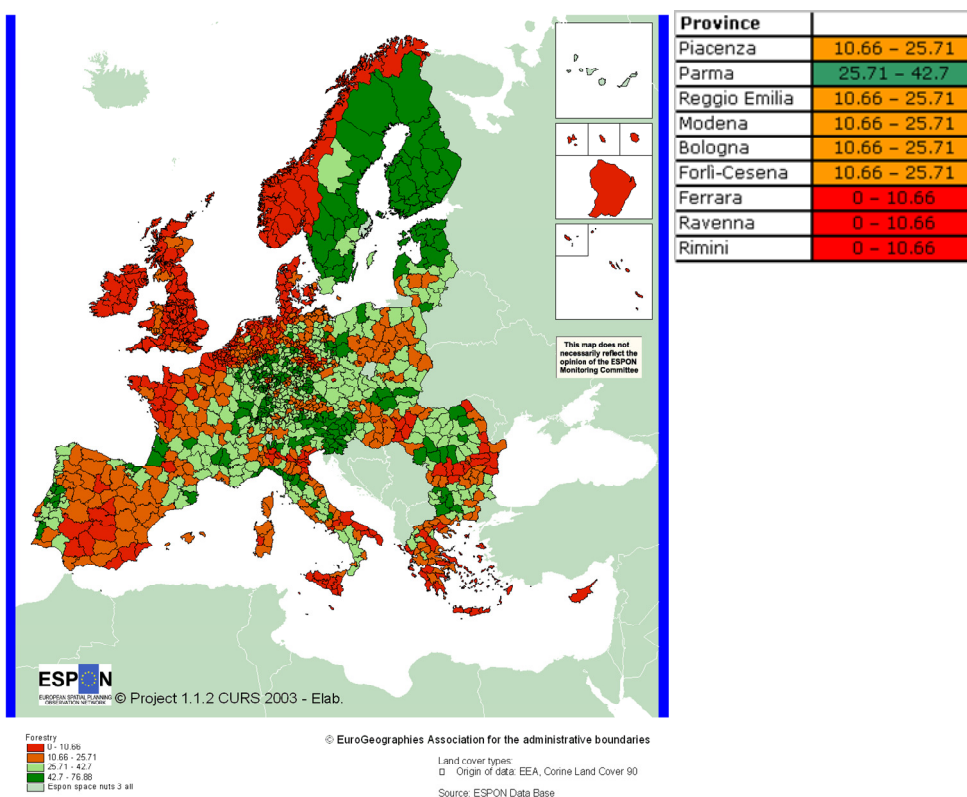 Province
Piacenza 10.66 – 25.71
Parma 25.71 – 42.7
Reggio Emilia 10.66 – 25.71
Modena 10.66 – 25.71
Bologna 10.66 – 25.71
Forlì-Cesena 10.66 – 25.71
Ferrara 0 – 10.66
Ravenna 0 – 10.66
Rimini 0 – 10.66
This map does not
necessarily reflect the
opinion of the ESPON
Monitoring Committee
ESPON
EUROPEAN SPATIAL PLANNING
OBSERVATION NETWORK
© Project 1.1.2 CURS 2003 - Elab.
Forestry
0 - 10.66
10.66 - 25.71
25.71 - 42.7
42.7 - 76.88
Espon space nuts 3 all
© EuroGeographies Association for the administrative boundaries
Land cover types:
Origin of data: EEA, Corine Land Cover 90
Source: ESPON Data Base